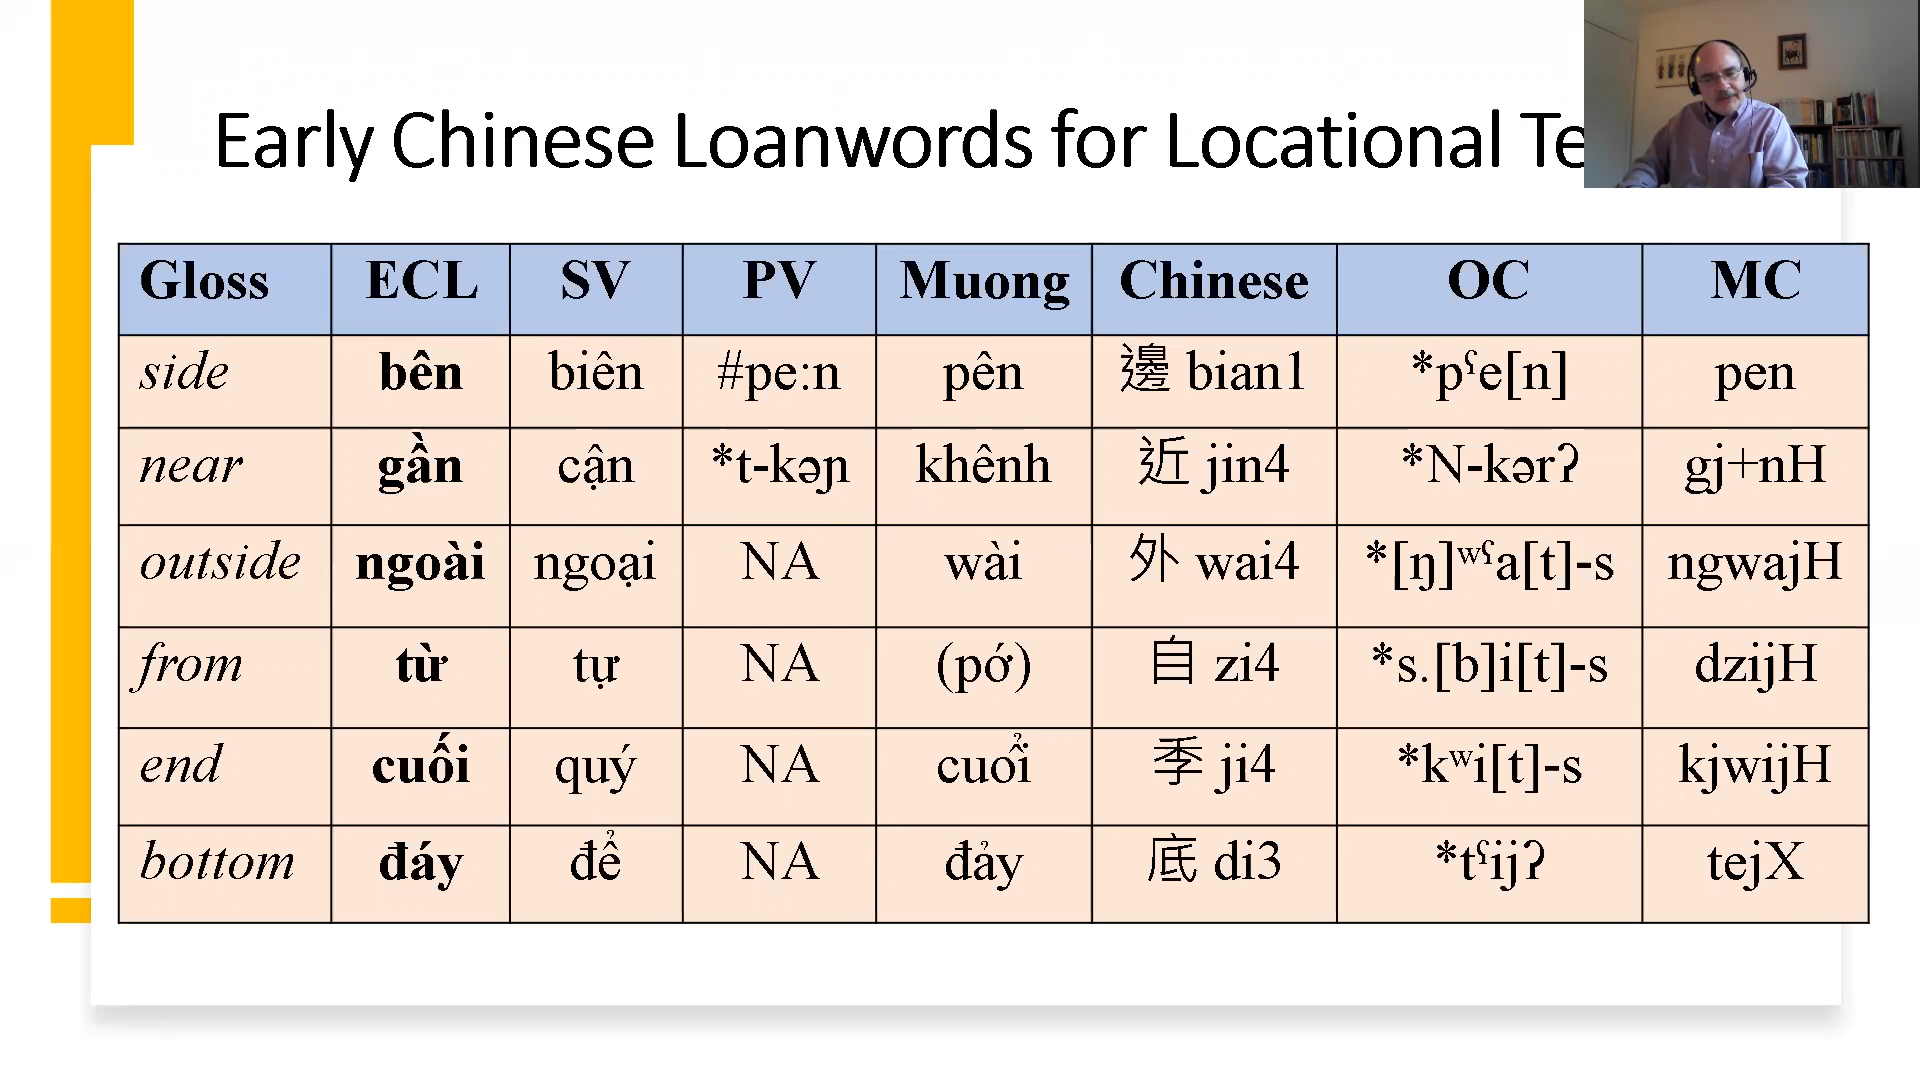 Early Chinese Loanwords for Locational
Gloss ECL SV PV Muong Chinese OC MC
side bên biên #pe:n pên 邊 bian1 *pˤe[n] pen
near gần cận *t-kəɲ khênh 近 jin4 *N-kərʔ gj+nH
outside ngoài ngoại NA wài 外 wai4 *[ŋ]ʷˤa[t]-s ngwajH
from từ tự NA (pớ) 自 zi4 *s.[b]i[t]-s dzijH
end cuối quý NA cuổi 季 ji4 *kʷi[t]-s kjwijH
bottom đáy để NA đảy 底 di3 *tˤijʔ tejX